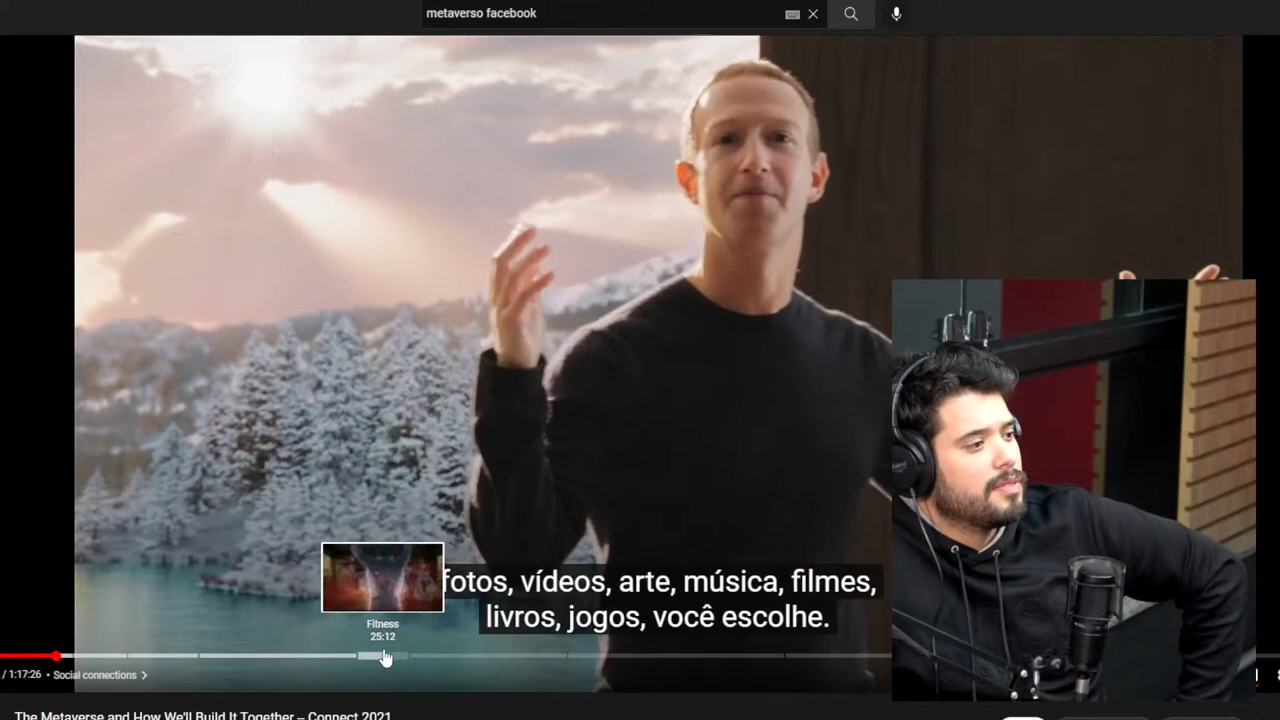 metaverso facebook
fotos, vídeos, arte, música, filmes,
livros, jogos, você escolhe.
Fitness
25:12
/ 1:17:26 • Social connections
The Metaverse and How We'll Build It Together – Connect 2021